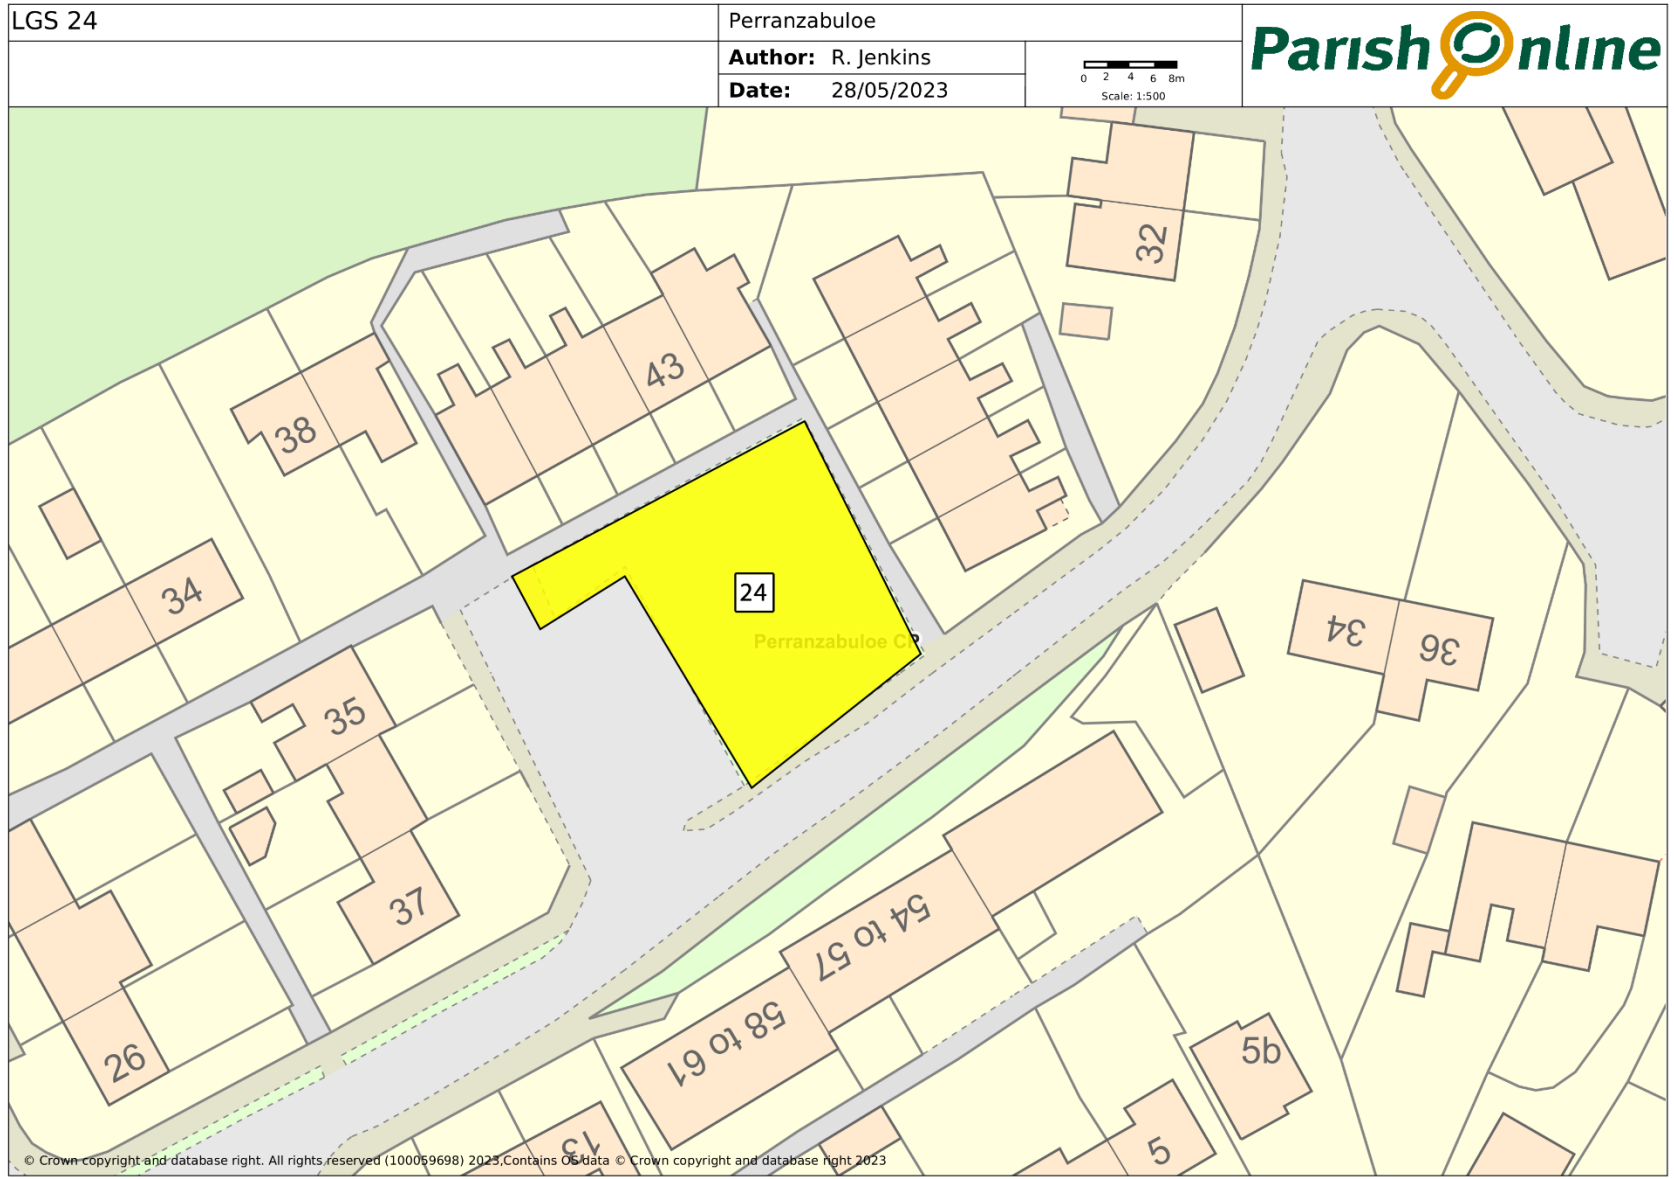 LGS 24
Perranzabuloe
Author: R. Jenkins
Date: 28/05/2023
0 2 4 6 8m
Scale: 1:500
Parish Online
32
43
38
34
24
Perranzabuloe CP
34
36
35
37
54 to 57
58 to 61
26
5b
13
5
© Crown copyright and database right. All rights reserved (100059698) 2023,Contains OS data © Crown copyright and database right 2023